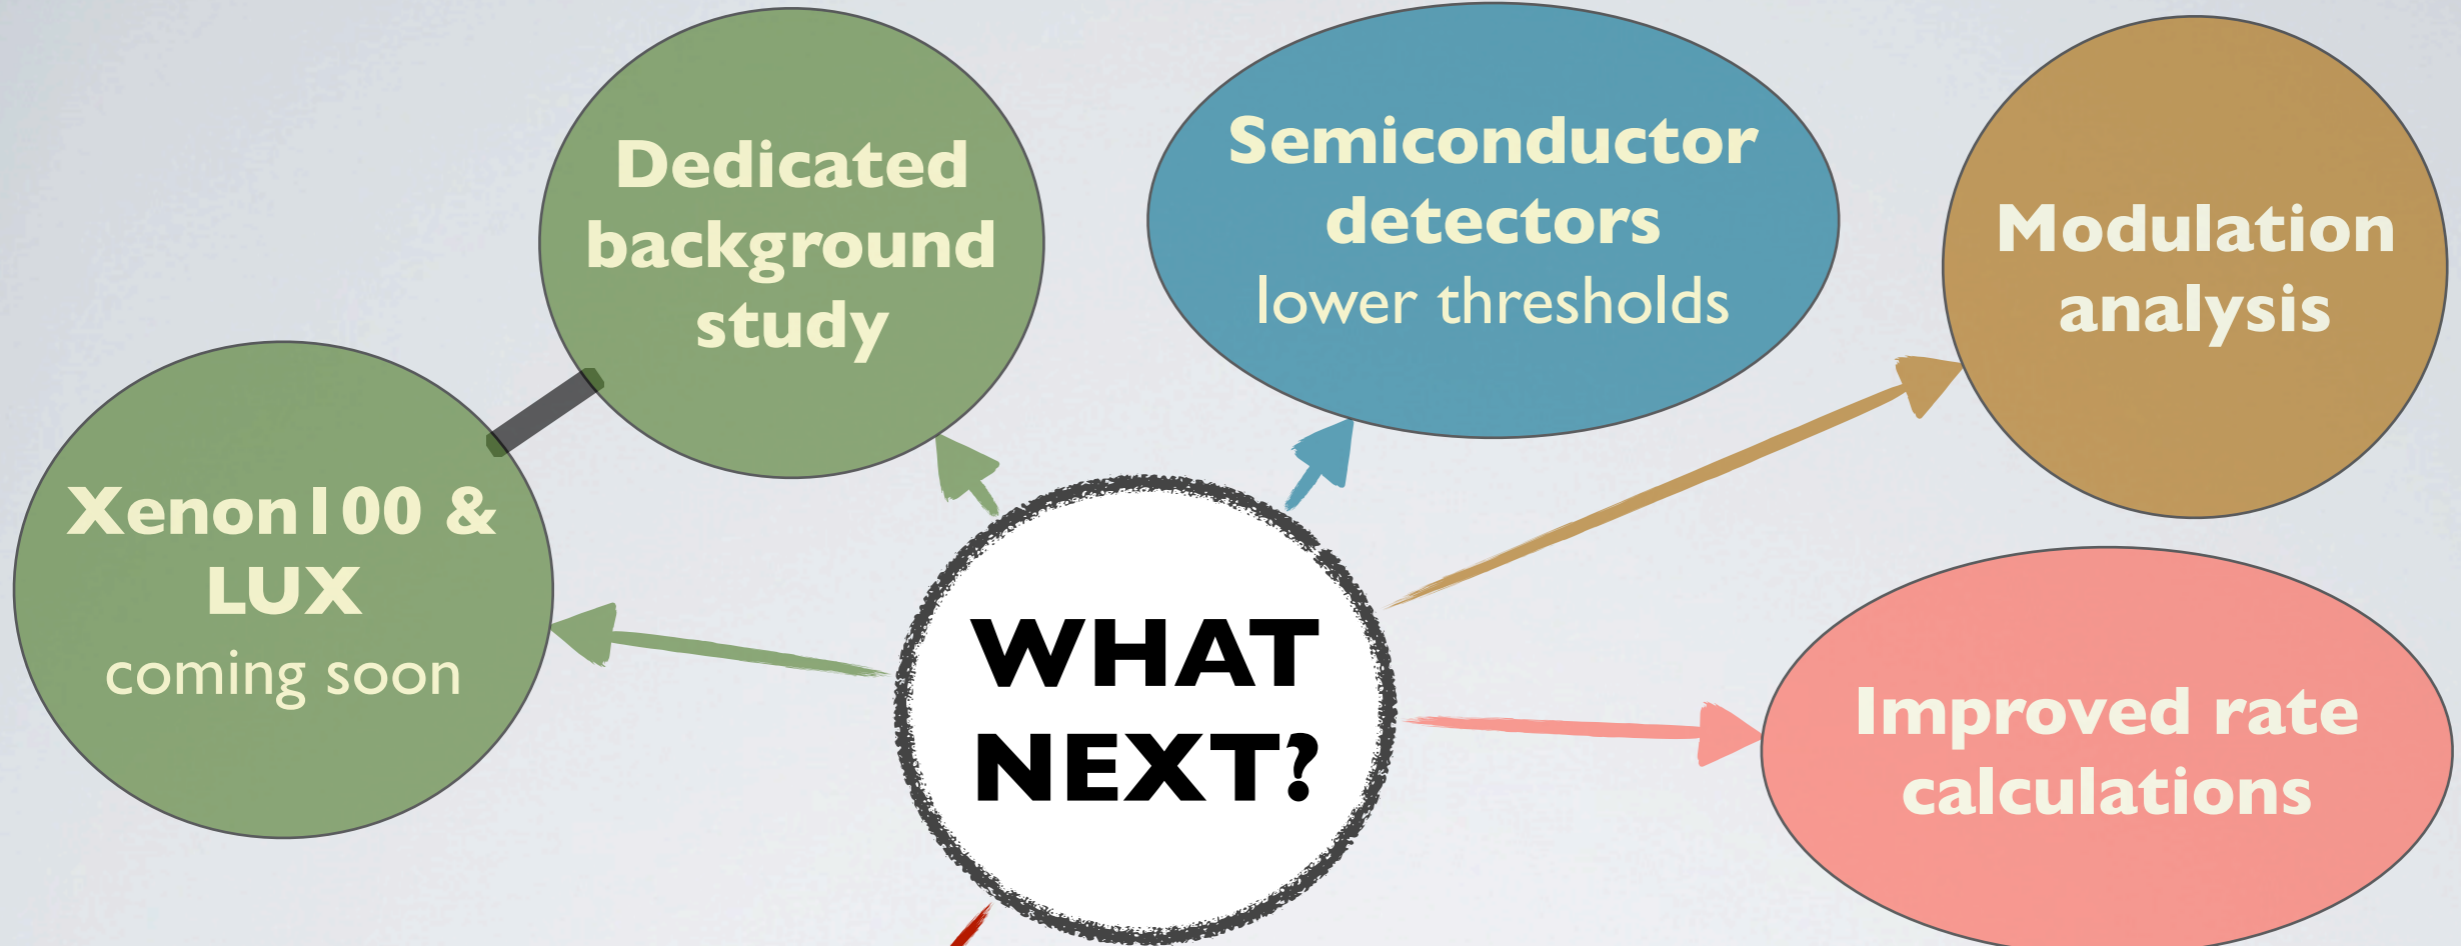 Dedicated
background
study
Semiconductor
detectors
lower thresholds
Modulation
analysis
Xenon100 &
LUX
coming soon
WHAT
NEXT?
Improved rate
calculations